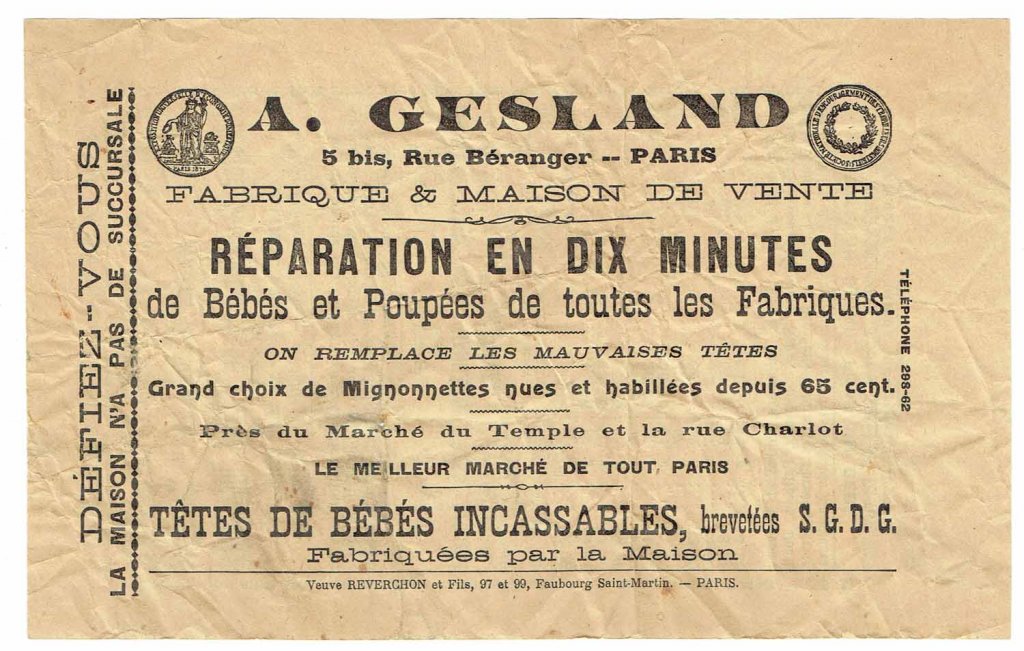 A. GESLAND
5 bis, Rue Béranger -- PARIS
FABRIQUE & MAISON DE VENTE
RÉPARATION EN DIX MINUTES
de Bébés et Poupées de toutes les Fabriques.
ON REMPLACE LES MAUVAISES TÊTES
Grand choix de Mignonnettes nues et habillées depuis 65 cent.
Près du Marché du Temple et la rue Charlot
LE MEILLEUR MARCHÉ DE TOUT PARIS
TÊTES DE BÉBÉS INCASSABLES, brevetées S. G. D. G.
Fabriquées par la Maison
Veuve REVERCHON et Fils, 97 et 99, Faubourg Saint-Martin. — PARIS.
DÉFIEZ--VOUS
LA MAISON N'A PAS DE SUCCURSALE
TÉLÉPHONE 298-62